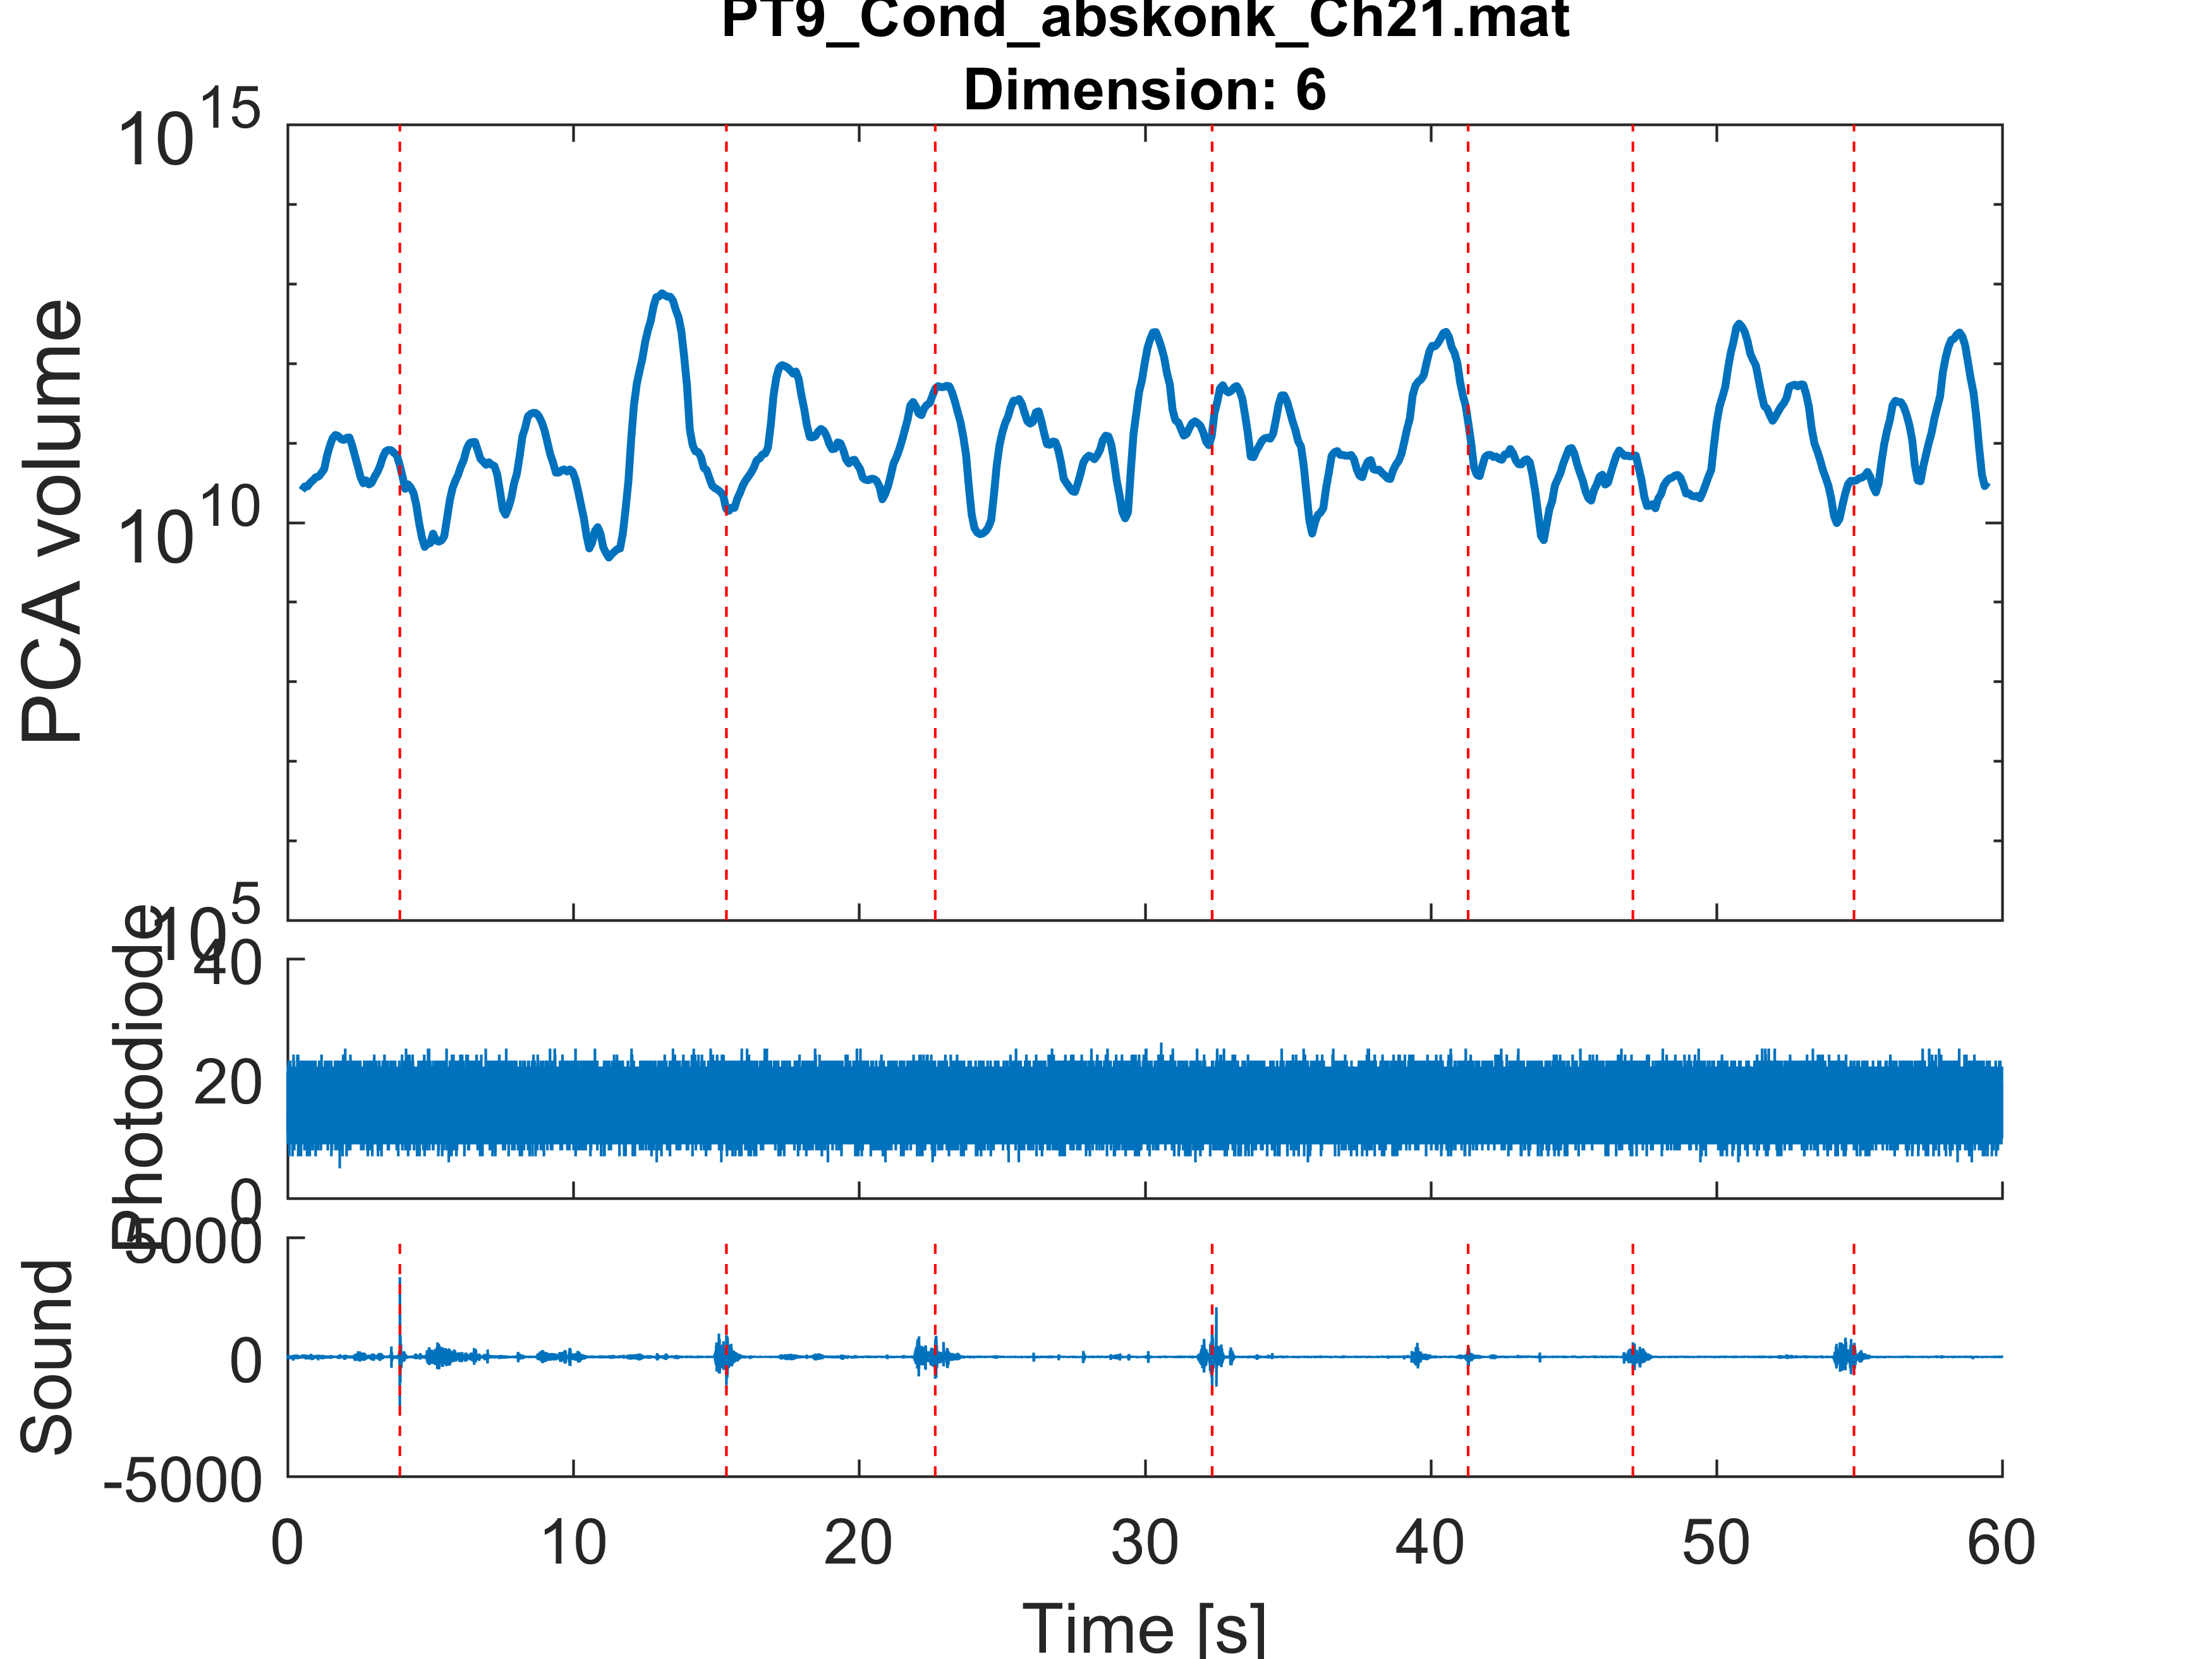 PT9_Cond_abskonk_Ch21.mat
Dimension: 6
10^15
10^10
10^5
PCA volume
40
20
0
Photodiode
5000
0
-5000
Sound
0 10 20 30 40 50 60
Time [s]